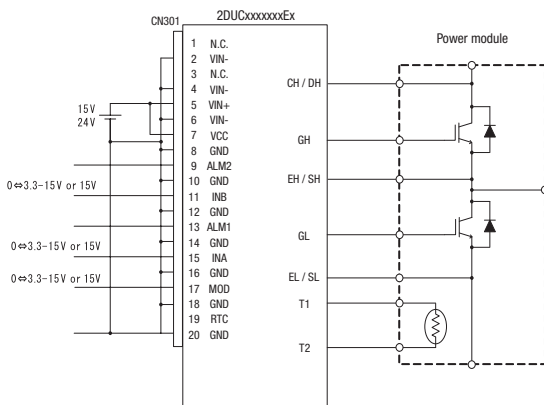 2DUCxxxxxxxEx
CN301
Power module
1 N.C.
2 VIN-
3 N.C.
4 VIN-
5 VIN+
6 VIN-
7 VCC
8 GND
9 ALM2
10 GND
11 INB
12 GND
13 ALM1
14 GND
15 INA
16 GND
17 MOD
18 GND
19 RTC
20 GND
15V
24V
0⇔3.3-15V or 15V
0⇔3.3-15V or 15V
0⇔3.3-15V or 15V
CH / DH
GH
EH / SH
GL
EL / SL
T1
T2